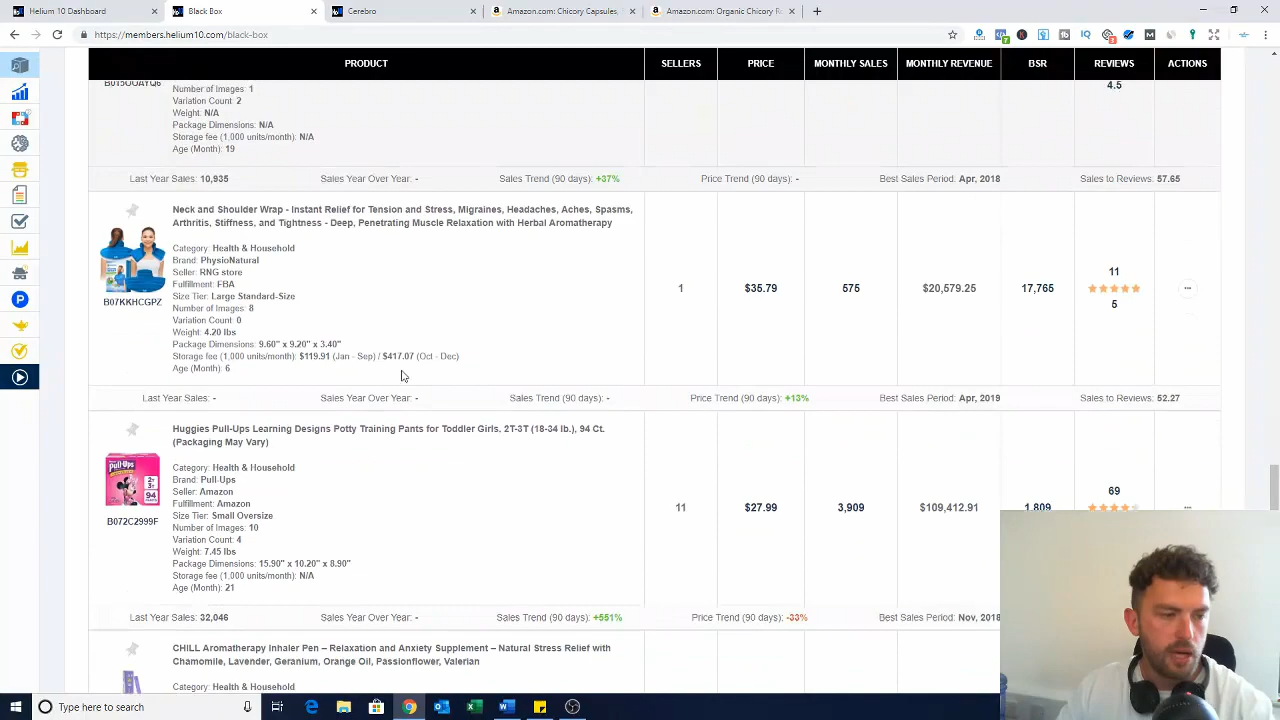 Helium 10 Dashboard
Black Box
Cerebro
Amazon.com: Chicory Capsules,
Amazon.com: Organic Chicory Ro
https://members.helium10.com/black-box
PRODUCT SELLERS PRICE MONTHLY SALES MONTHLY REVENUE BSR REVIEWS ACTIONS
Number of Images: 1
4.5
Variation Count: 2
Weight: N/A
Package Dimensions: N/A
Storage fee (1,000 units/month): N/A
Age (Month): 19
Last Year Sales: 10,935 Sales Year Over Year: - Sales Trend (90 days): +37% Price Trend (90 days): - Best Sales Period: Apr, 2018 Sales to Reviews: 57.65
Neck and Shoulder Wrap - Instant Relief for Tension and Stress, Migraines, Headaches, Aches, Spasms,
Arthritis, Stiffness, and Tightness - Deep, Penetrating Muscle Relaxation with Herbal Aromatherapy
Category: Health & Household
Brand: PhysioNatural
Seller: RNG store
Fulfillment: FBA
Size Tier: Large Standard-Size
Number of Images: 8
Variation Count: 0
Weight: 4.20 lbs
Package Dimensions: 9.60" x 9.20" x 3.40"
Storage fee (1,000 units/month): $119.91 (Jan - Sep) / $417.07 (Oct - Dec)
Age (Month): 6
B07KKHCGPZ
1 $35.79 575 $20,579.25 17,765 11
5
Last Year Sales: - Sales Year Over Year: - Sales Trend (90 days): - Price Trend (90 days): +13% Best Sales Period: Apr, 2019 Sales to Reviews: 52.27
Huggies Pull-Ups Learning Designs Potty Training Pants for Toddler Girls, 2T-3T (18-34 lb.), 94 Ct.
(Packaging May Vary)
Category: Health & Household
Brand: Pull-Ups
Seller: Amazon
Fulfillment: Amazon
Size Tier: Small Oversize
Number of Images: 10
Variation Count: 4
Weight: 7.45 lbs
Package Dimensions: 15.90" x 10.20" x 8.90"
Storage fee (1,000 units/month): N/A
Age (Month): 21
B072C2999F
11 $27.99 3,909 $109,412.91 1,809 69
Last Year Sales: 32,046 Sales Year Over Year: - Sales Trend (90 days): +551% Price Trend (90 days): -33% Best Sales Period: Nov, 2018
CHILL Aromatherapy Inhaler Pen – Relaxation and Anxiety Supplement – Natural Stress Relief with
Chamomile, Lavender, Geranium, Orange Oil, Passionflower, Valerian
Category: Health & Household
Type here to search